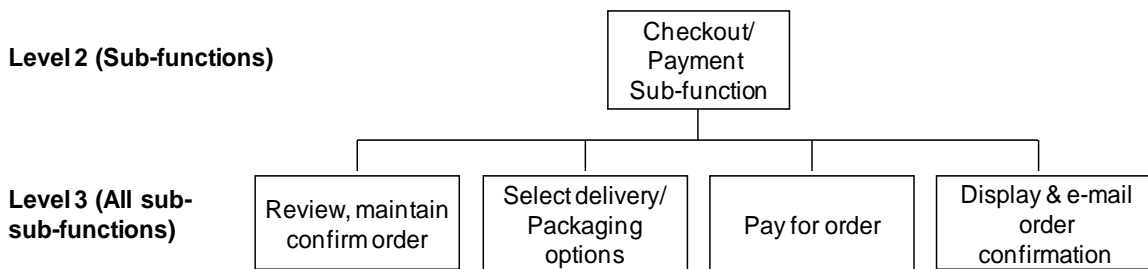 Level 2 (Sub-functions)
Checkout/
Payment
Sub-function
Level 3 (All sub-
sub-functions)
Review, maintain
confirm order
Select delivery/
Packaging
options
Pay for order
Display & e-mail
order
confirmation